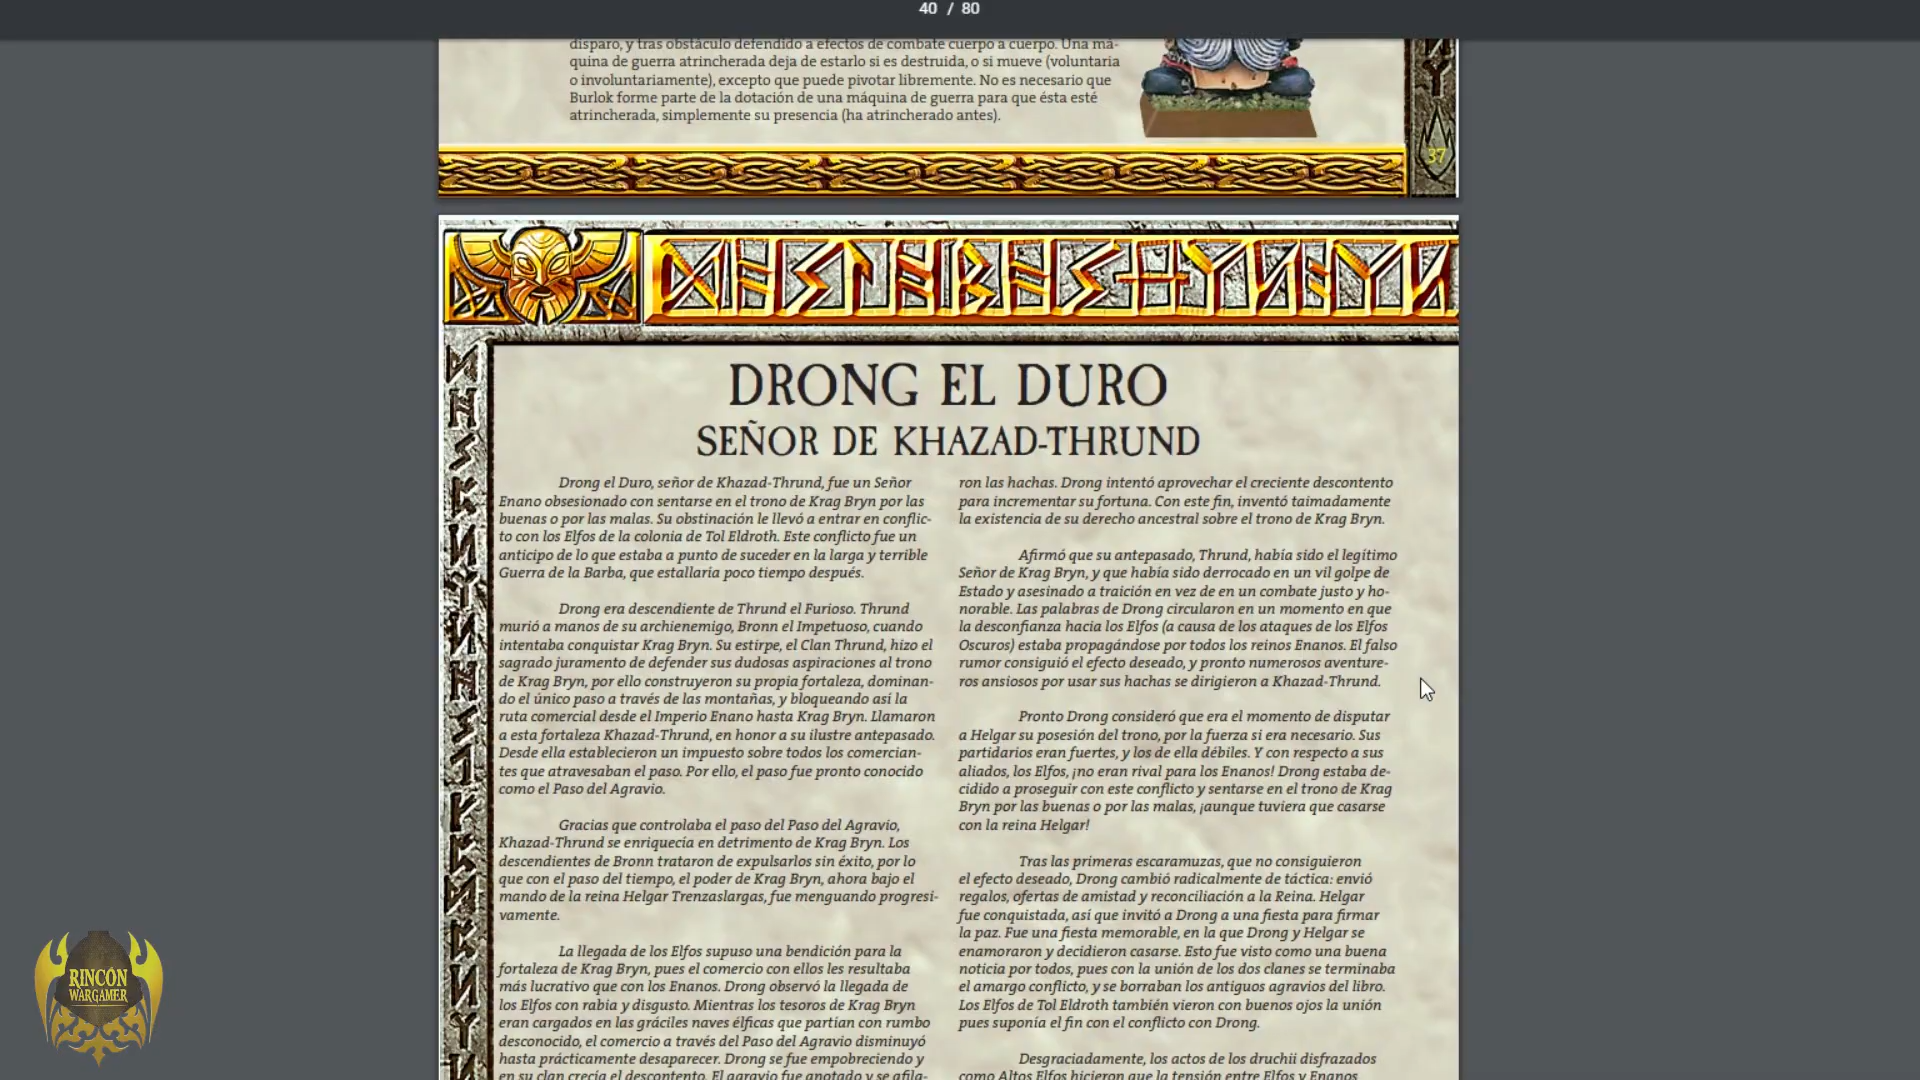 40 / 80
disparo, y tras obstáculo defendido a efectos de combate cuerpo a cuerpo. Una má-
quina de guerra atrincherada deja de estarlo si es destruida, o si mueve (voluntaria
o involuntariamente), excepto que puede pivotar libremente. No es necesario que
Burlok forme parte de la dotación de una máquina de guerra para que ésta esté
atrincherada, simplemente su presencia (ha atrincherado antes).
37
DRONG EL DURO
SEÑOR DE KHAZAD-THRUND
Drong el Duro, señor de Khazad-Thrund, fue un Señor
Enano obsesionado con sentarse en el trono de Krag Bryn por las
buenas o por las malas. Su obstinación le llevó a entrar en conflic-
to con los Elfos de la colonia de Tol Eldroth. Este conflicto fue un
anticipo de lo que estaba a punto de suceder en la larga y terrible
Guerra de la Barba, que estallaría poco tiempo después.
Drong era descendiente de Thrund el Furioso. Thrund
murió a manos de su archienemigo, Bronn el Impetuoso, cuando
intentaba conquistar Krag Bryn. Su estirpe, el Clan Thrund, hizo el
sagrado juramento de defender sus dudosas aspiraciones al trono
de Krag Bryn, por ello construyeron su propia fortaleza, dominan-
do el único paso a través de las montañas, y bloqueando así la
ruta comercial desde el Imperio Enano hasta Krag Bryn. Llamaron
a esta fortaleza Khazad-Thrund, en honor a su ilustre antepasado.
Desde ella establecieron un impuesto sobre todos los comercian-
tes que atravesaban el paso. Por ello, el paso fue pronto conocido
como el Paso del Agravio.
Gracias que controlaba el paso del Paso del Agravio,
Khazad-Thrund se enriquecía en detrimento de Krag Bryn. Los
descendientes de Bronn trataron de expulsarlos sin éxito, por lo
que con el paso del tiempo, el poder de Krag Bryn, ahora bajo el
mando de la reina Helgar Trenzaslargas, fue menguando progresi-
vamente.
La llegada de los Elfos supuso una bendición para la
fortaleza de Krag Bryn, pues el comercio con ellos les resultaba
más lucrativo que con los Enanos. Drong observó la llegada de
los Elfos con rabia y disgusto. Mientras los tesoros de Krag Bryn
eran cargados en las gráciles naves élficas que partían con rumbo
desconocido, el comercio a través del Paso del Agravio disminuyó
hasta prácticamente desaparecer. Drong se fue empobreciendo y
en su clan crecía el descontento. El agravio fue anotado y se afila-
ron las hachas. Drong intentó aprovechar el creciente descontento
para incrementar su fortuna. Con este fin, inventó taimadamente
la existencia de su derecho ancestral sobre el trono de Krag Bryn.
Afirmó que su antepasado, Thrund, había sido el legítimo
Señor de Krag Bryn, y que había sido derrocado en un vil golpe de
Estado y asesinado a traición en vez de en un combate justo y ho-
norable. Las palabras de Drong circularon en un momento en que
la desconfianza hacia los Elfos (a causa de los ataques de los Elfos
Oscuros) estaba propagándose por todos los reinos Enanos. El falso
rumor consiguió el efecto deseado, y pronto numerosos aventure-
ros ansiosos por usar sus hachas se dirigieron a Khazad-Thrund.
Pronto Drong consideró que era el momento de disputar
a Helgar su posesión del trono, por la fuerza si era necesario. Sus
partidarios eran fuertes, y los de ella débiles. Y con respecto a sus
aliados, los Elfos, ¡no eran rival para los Enanos! Drong estaba de-
cidido a proseguir con este conflicto y sentarse en el trono de Krag
Bryn por las buenas o por las malas, ¡aunque tuviera que casarse
con la reina Helgar!
Tras las primeras escaramuzas, que no consiguieron
el efecto deseado, Drong cambió radicalmente de táctica: envió
regalos, ofertas de amistad y reconciliación a la Reina. Helgar
fue conquistada, así que invitó a Drong a una fiesta para firmar
la paz. Fue una fiesta memorable, en la que Drong y Helgar se
enamoraron y decidieron casarse. Esto fue visto como una buena
noticia por todos, pues con la unión de los dos clanes se terminaba
el amargo conflicto, y se borraban los antiguos agravios del libro.
Los Elfos de Tol Eldroth también vieron con buenos ojos la unión
pues suponía el fin con el conflicto con Drong.
Desgraciadamente, los actos de los druchii disfrazados
como Altos Elfos hicieron que la tensión entre Elfos y Enanos
RINCÓN
WARGAMER